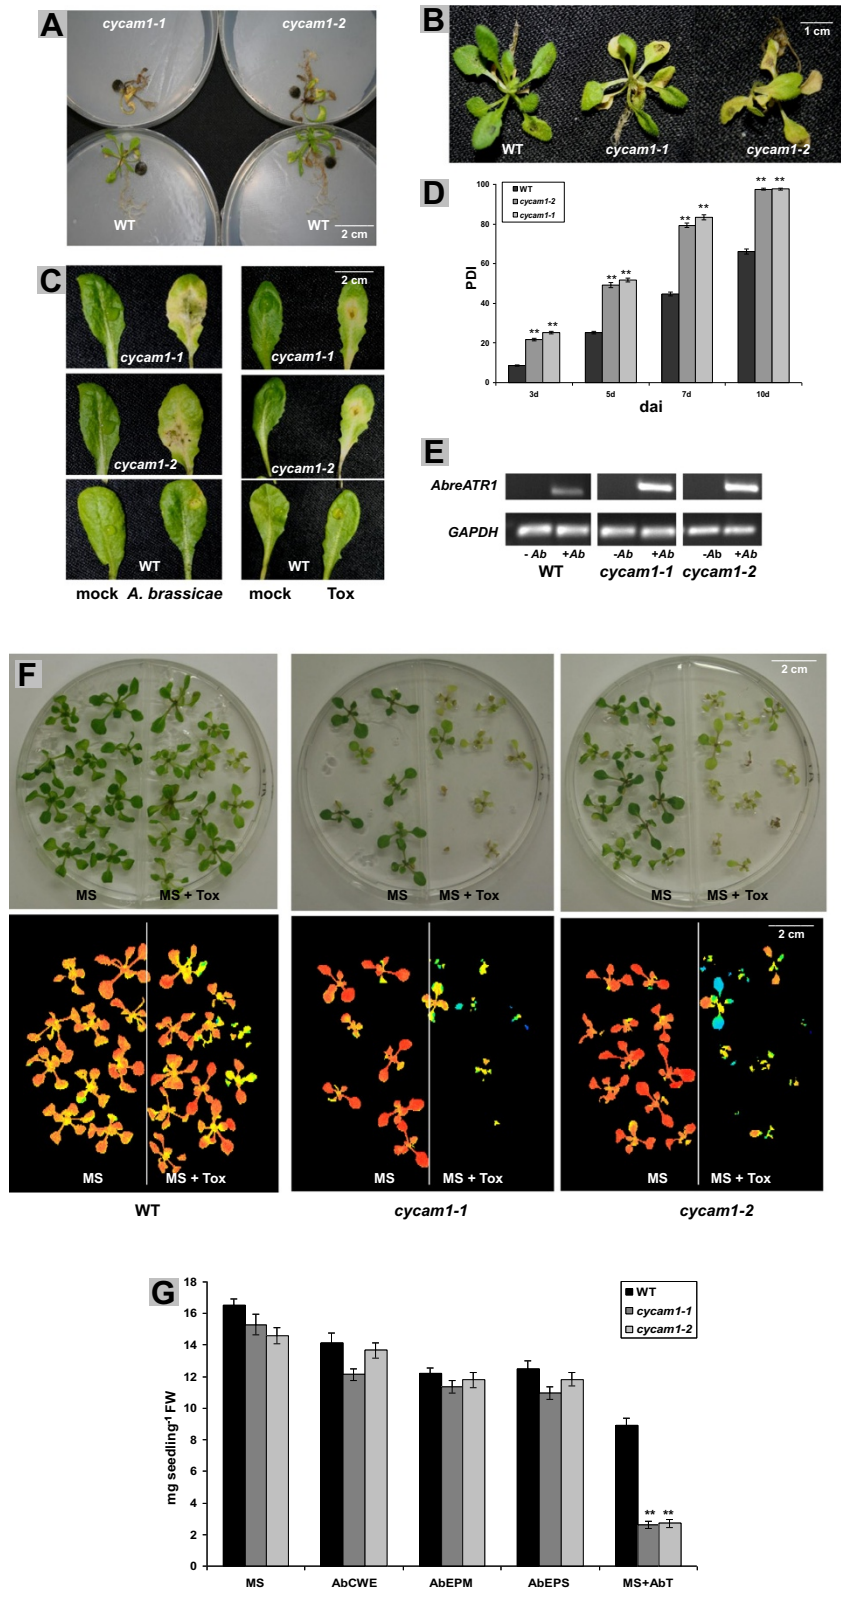 A
cycam1-1
cycam1-2
WT
WT
2 cm
B
1 cm
WT
cycam1-1
cycam1-2
C
2 cm
cycam1-1
cycam1-1
cycam1-2
cycam1-2
WT
WT
mock A. brassicae
mock Tox
D
WT
cycam1-2
cycam1-1
PDI
100
80
60
40
20
0
** **
** **
** **
** **
3d 5d 7d 10d
dai
E
AbreATR1
GAPDH
- Ab +Ab -Ab +Ab -Ab +Ab
WT cycam1-1 cycam1-2
F
2 cm
MS MS + Tox
MS MS + Tox
MS MS + Tox
2 cm
MS MS + Tox
MS MS + Tox
MS MS + Tox
WT cycam1-1 cycam1-2
G
WT
cycam1-1
cycam1-2
mg seedling-1 FW
18
16
14
12
10
8
6
4
2
0
** **
MS AbCWE AbEPM AbEPS MS+AbT